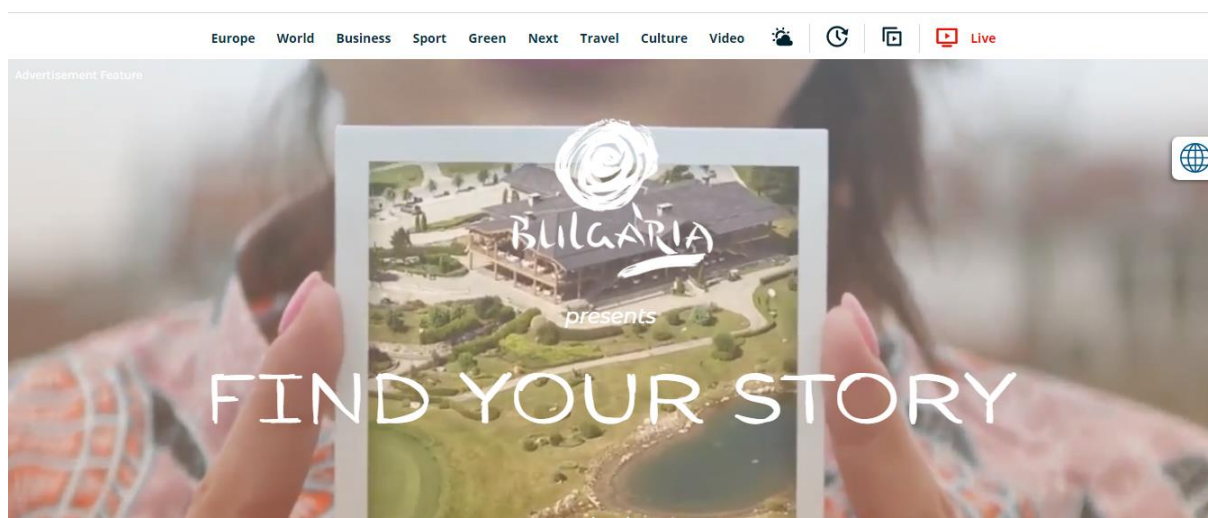 Europe World Business Sport Green Next Travel Culture Video Live
Advertisement Feature
BULGARIA
presents
FIND YOUR STORY